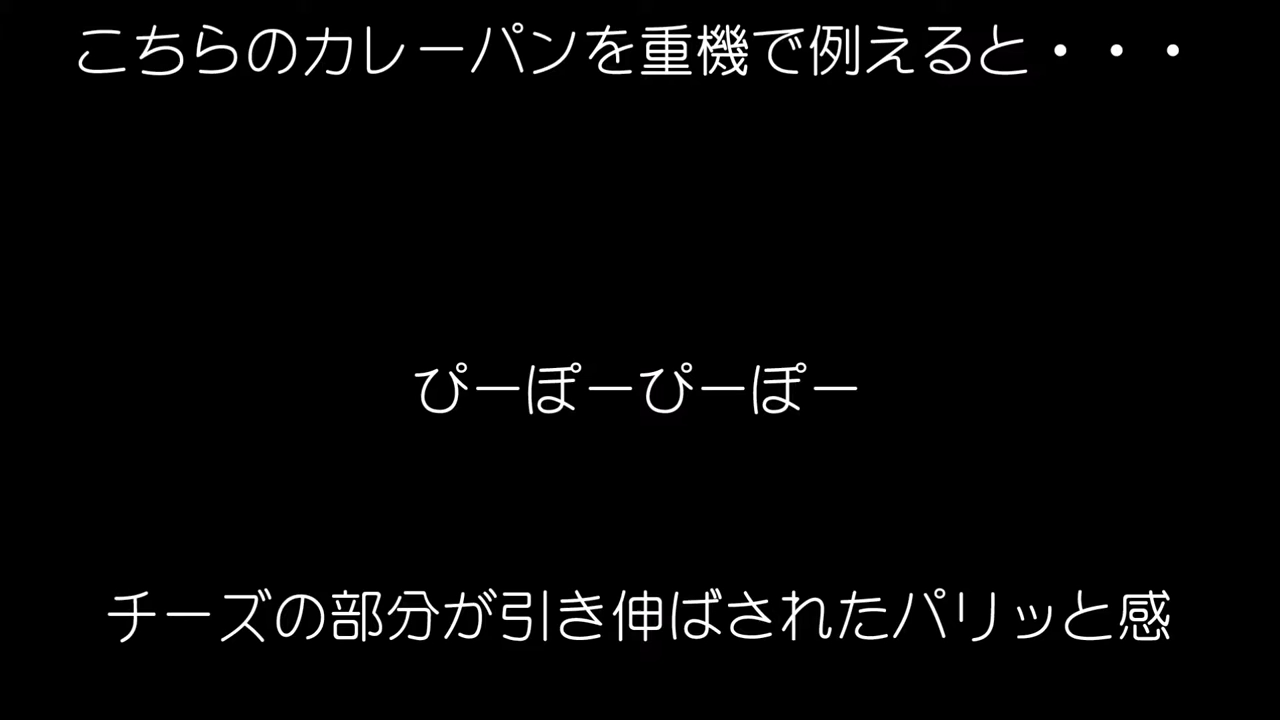 こちらのカレーパンを重機で例えると・・・
ぴーぽーぴーぽー
チーズの部分が引き伸ばされたパリッと感